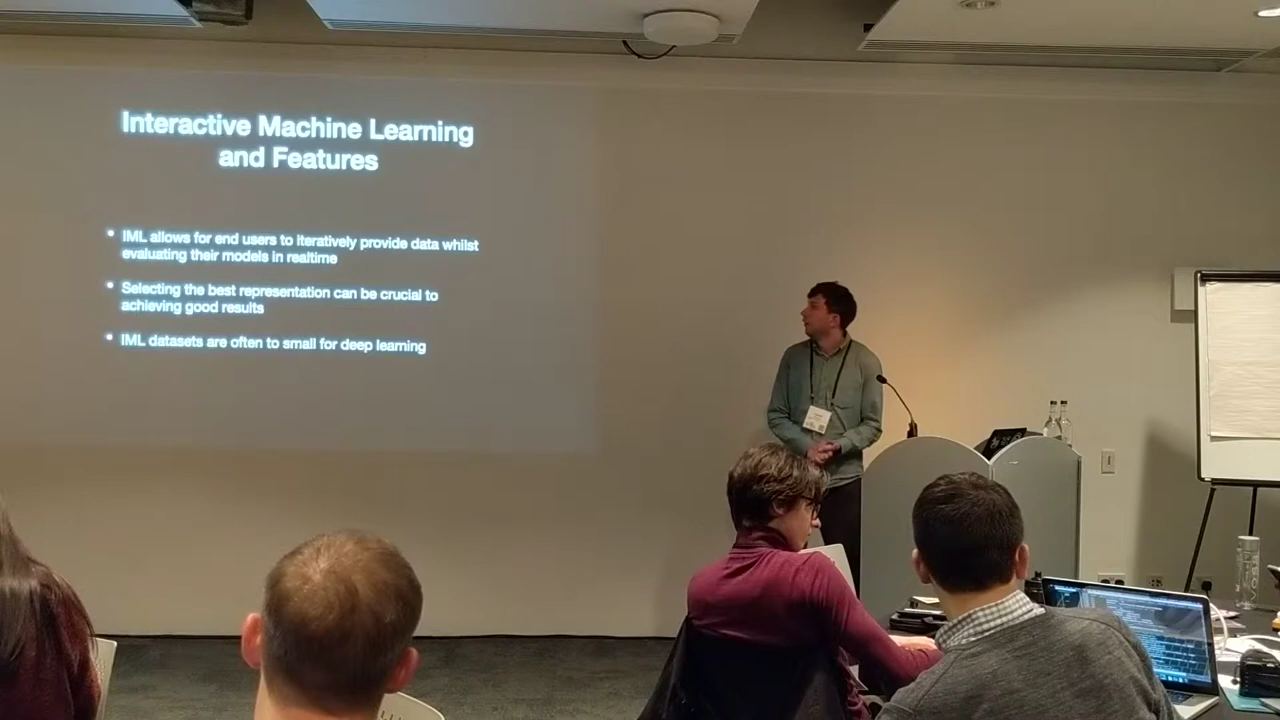 Interactive Machine Learning
and Features
• IML allows for end users to iteratively provide data whilst
evaluating their models in realtime
• Selecting the best representation can be crucial to
achieving good results
• IML datasets are often to small for deep learning